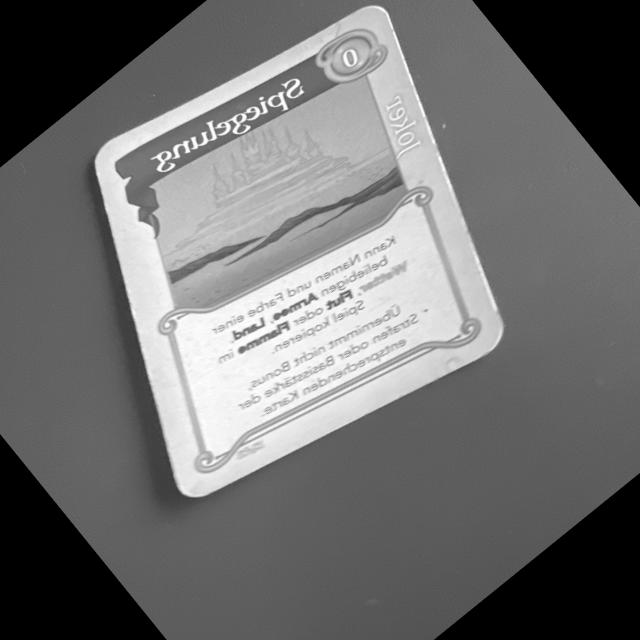 0
Spiegelung
Joker
Kann Namen und Farbe einer
beliebigen Armee, Land,
Wetter, Flut oder Flamme im
Spiel kopieren.
Übernimmt nicht Bonus,
Strafen oder Basisstärke der
entsprechenden Karte.